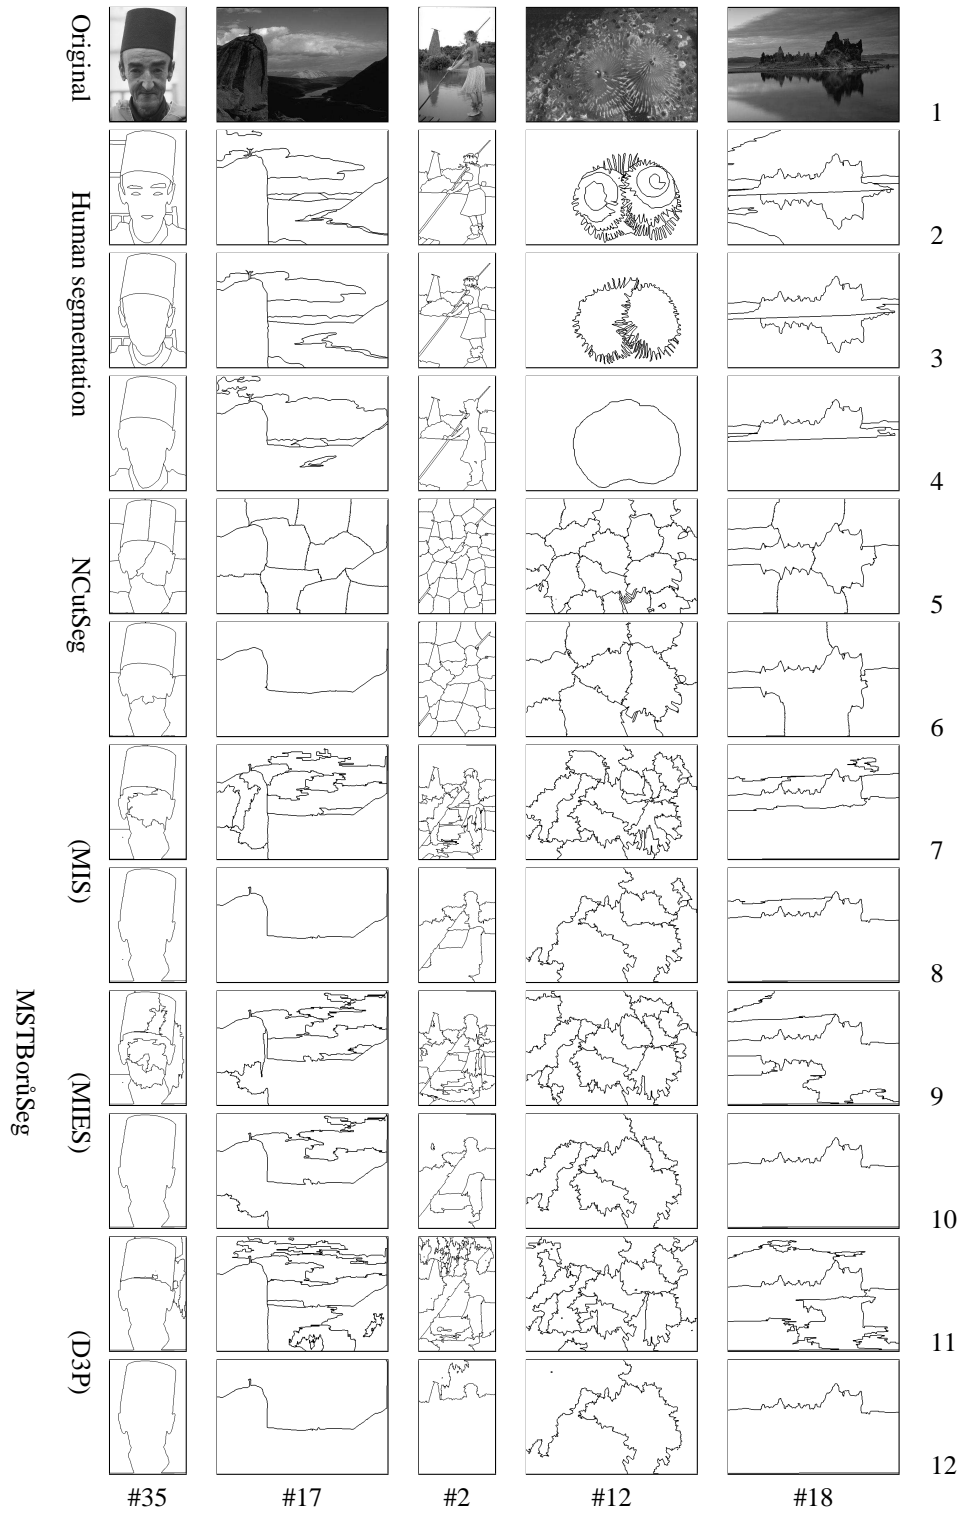 Original
Human segmentation
NCutSeg
(MIS)
(MIES)
(D3P)
MSTBorůSeg
1
2
3
4
5
6
7
8
9
10
11
12
#35 #17 #2 #12 #18